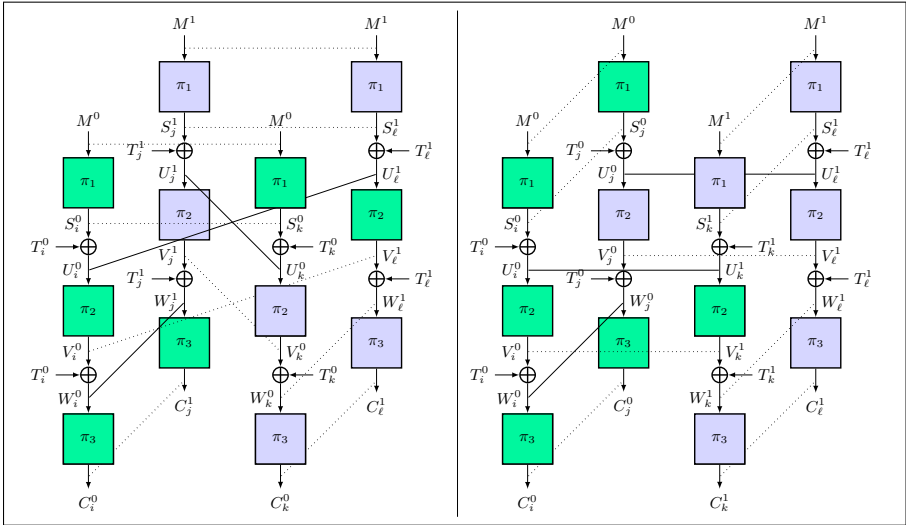 M^1 M^1 M^0 M^1
π_1 π_1 π_1 π_1
M^0 S_j^1 M^0 S_ℓ^1 M^0 S_j^0 M^1 S_ℓ^1
T_j^1 T_ℓ^1 T_j^0 T_ℓ^1
π_1 U_j^1 π_1 U_ℓ^1 π_1 U_j^0 π_1 U_ℓ^1
S_i^0 π_2 S_k^0 π_2 S_i^0 π_2 S_k^1 π_2
T_i^0 V_j^1 T_k^0 V_ℓ^1 T_i^0 V_j^0 T_k^1 V_ℓ^1
U_i^0 T_j^1 U_k^0 T_ℓ^1 U_i^0 T_j^0 U_k^1 T_ℓ^1
π_2 W_j^1 π_2 W_ℓ^1 π_2 W_j^0 π_2 W_ℓ^1
V_i^0 π_3 V_k^0 π_3 V_i^0 π_3 V_k^1 π_3
T_i^0 T_k^0 T_i^0 T_k^1
W_i^0 C_j^1 W_k^0 C_ℓ^1 W_i^0 C_j^0 W_k^1 C_ℓ^1
π_3 π_3 π_3 π_3
C_i^0 C_k^0 C_i^0 C_k^1